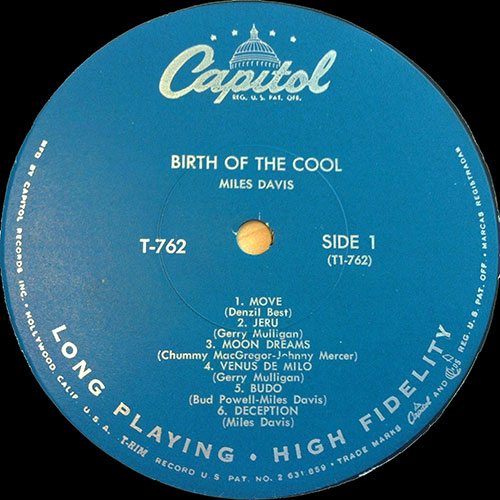 Capitol
REG. U. S. PAT. OFF.
BIRTH OF THE COOL
MILES DAVIS
T-762
SIDE 1
(T1-762)
1. MOVE
(Denzil Best)
2. JERU
(Gerry Mulligan)
3. MOON DREAMS
(Chummy MacGregor-Johnny Mercer)
4. VENUS DE MILO
(Gerry Mulligan)
5. BUDO
(Bud Powell-Miles Davis)
6. DECEPTION
(Miles Davis)
LONG PLAYING • HIGH FIDELITY
MFD. BY CAPITOL RECORDS, INC. • HOLLYWOOD, CALIF. U.S.A. T-RIM RECORD U S PAT. NO. 2 631 859 • TRADE MARKS Capitol AND REG. U.S. PAT. OFF. • MARCAS REGISTRADAS